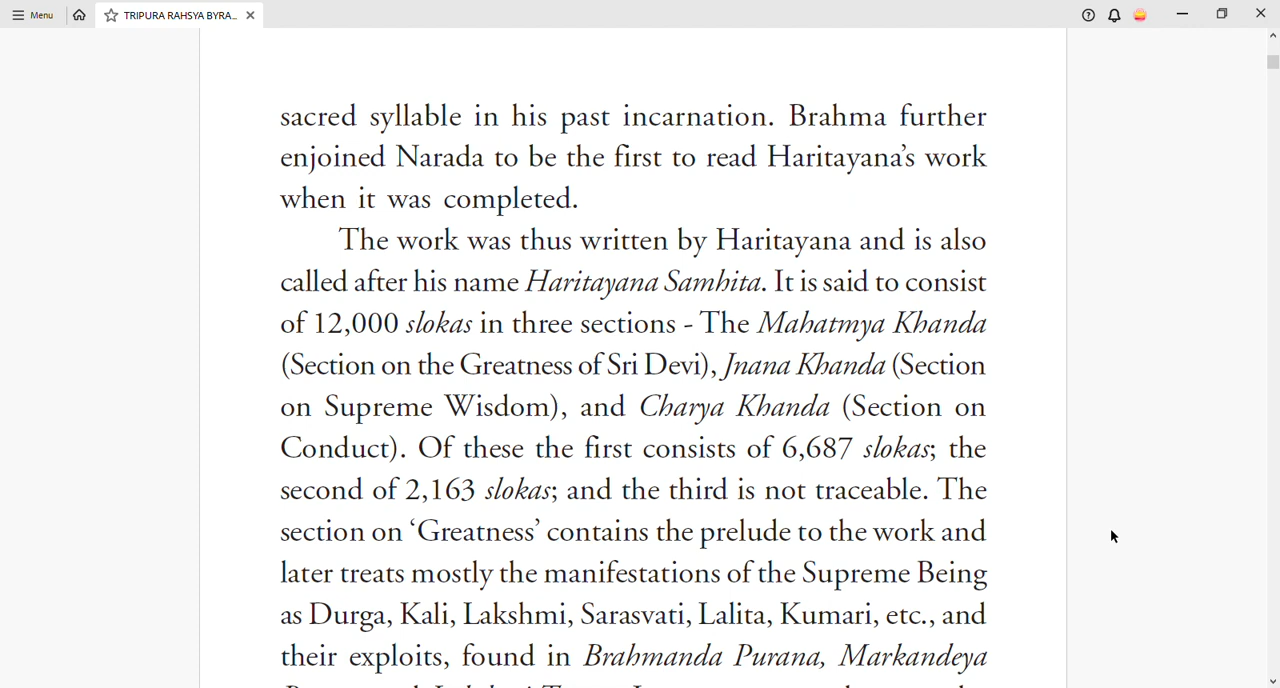 Menu
TRIPURA RAHSYA BYRA...
sacred syllable in his past incarnation. Brahma further
enjoined Narada to be the first to read Haritayana’s work
when it was completed.
The work was thus written by Haritayana and is also
called after his name Haritayana Samhita. It is said to consist
of 12,000 slokas in three sections - The Mahatmya Khanda
(Section on the Greatness of Sri Devi), Jnana Khanda (Section
on Supreme Wisdom), and Charya Khanda (Section on
Conduct). Of these the first consists of 6,687 slokas; the
second of 2,163 slokas; and the third is not traceable. The
section on ‘Greatness’ contains the prelude to the work and
later treats mostly the manifestations of the Supreme Being
as Durga, Kali, Lakshmi, Sarasvati, Lalita, Kumari, etc., and
their exploits, found in Brahmanda Purana, Markandeya